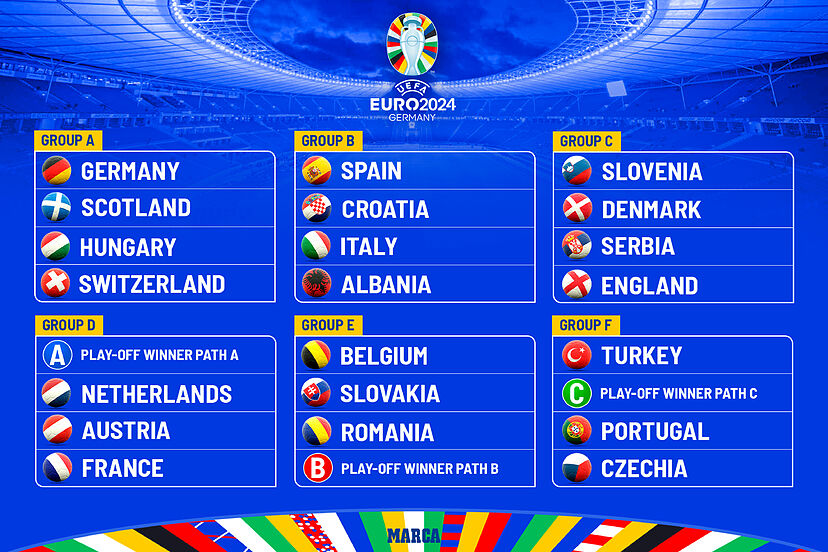 UEFA
EURO2024
GERMANY
GROUP A
GERMANY
SCOTLAND
HUNGARY
SWITZERLAND
GROUP B
SPAIN
CROATIA
ITALY
ALBANIA
GROUP C
SLOVENIA
DENMARK
SERBIA
ENGLAND
GROUP D
A PLAY-OFF WINNER PATH A
NETHERLANDS
AUSTRIA
FRANCE
GROUP E
BELGIUM
SLOVAKIA
ROMANIA
B PLAY-OFF WINNER PATH B
GROUP F
TURKEY
C PLAY-OFF WINNER PATH C
PORTUGAL
CZECHIA
MARCA